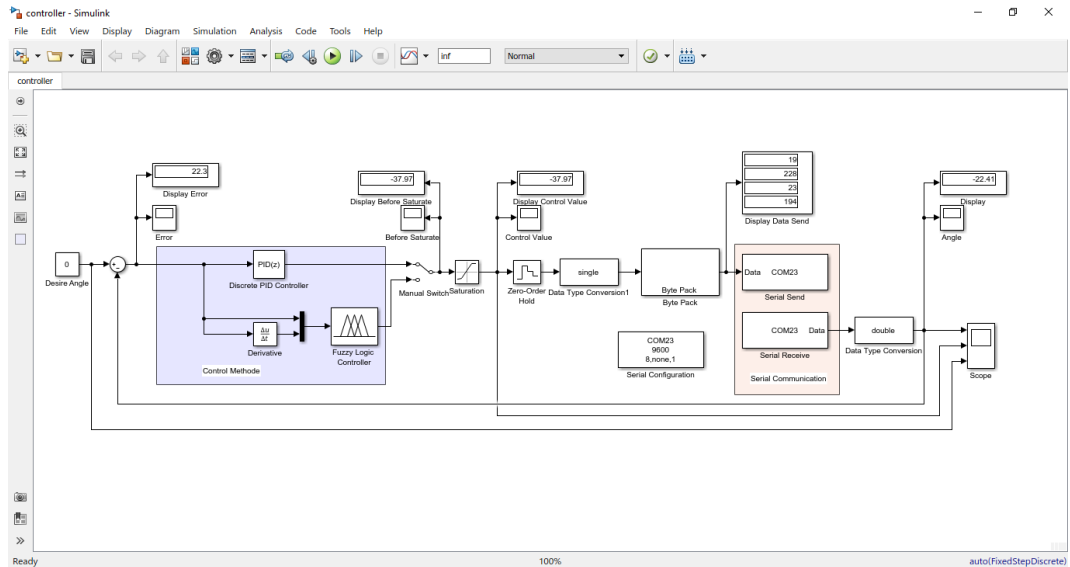 controller - Simulink
File Edit View Display Diagram Simulation Analysis Code Tools Help
inf
Normal
controller
22.3
Display Error
Error
-37.97
Display Before Saturate
Before Saturate
-37.97
Display Control Value
Control Value
19
228
23
194
Display Data Send
-22.41
Display
Angle
0
Desire Angle
+
-
PID(z)
Discrete PID Controller
Δu
Δt
Derivative
Fuzzy Logic
Controller
Control Methode
Manual Switch
Saturation
Zero-Order
Hold
single
Data Type Conversion1
Byte Pack
Byte Pack
Data COM23
Serial Send
COM23 Data
Serial Receive
Serial Communication
COM23
9600
8,none,1
Serial Configuration
double
Data Type Conversion
Scope
Ready
100%
auto(FixedStepDiscrete)